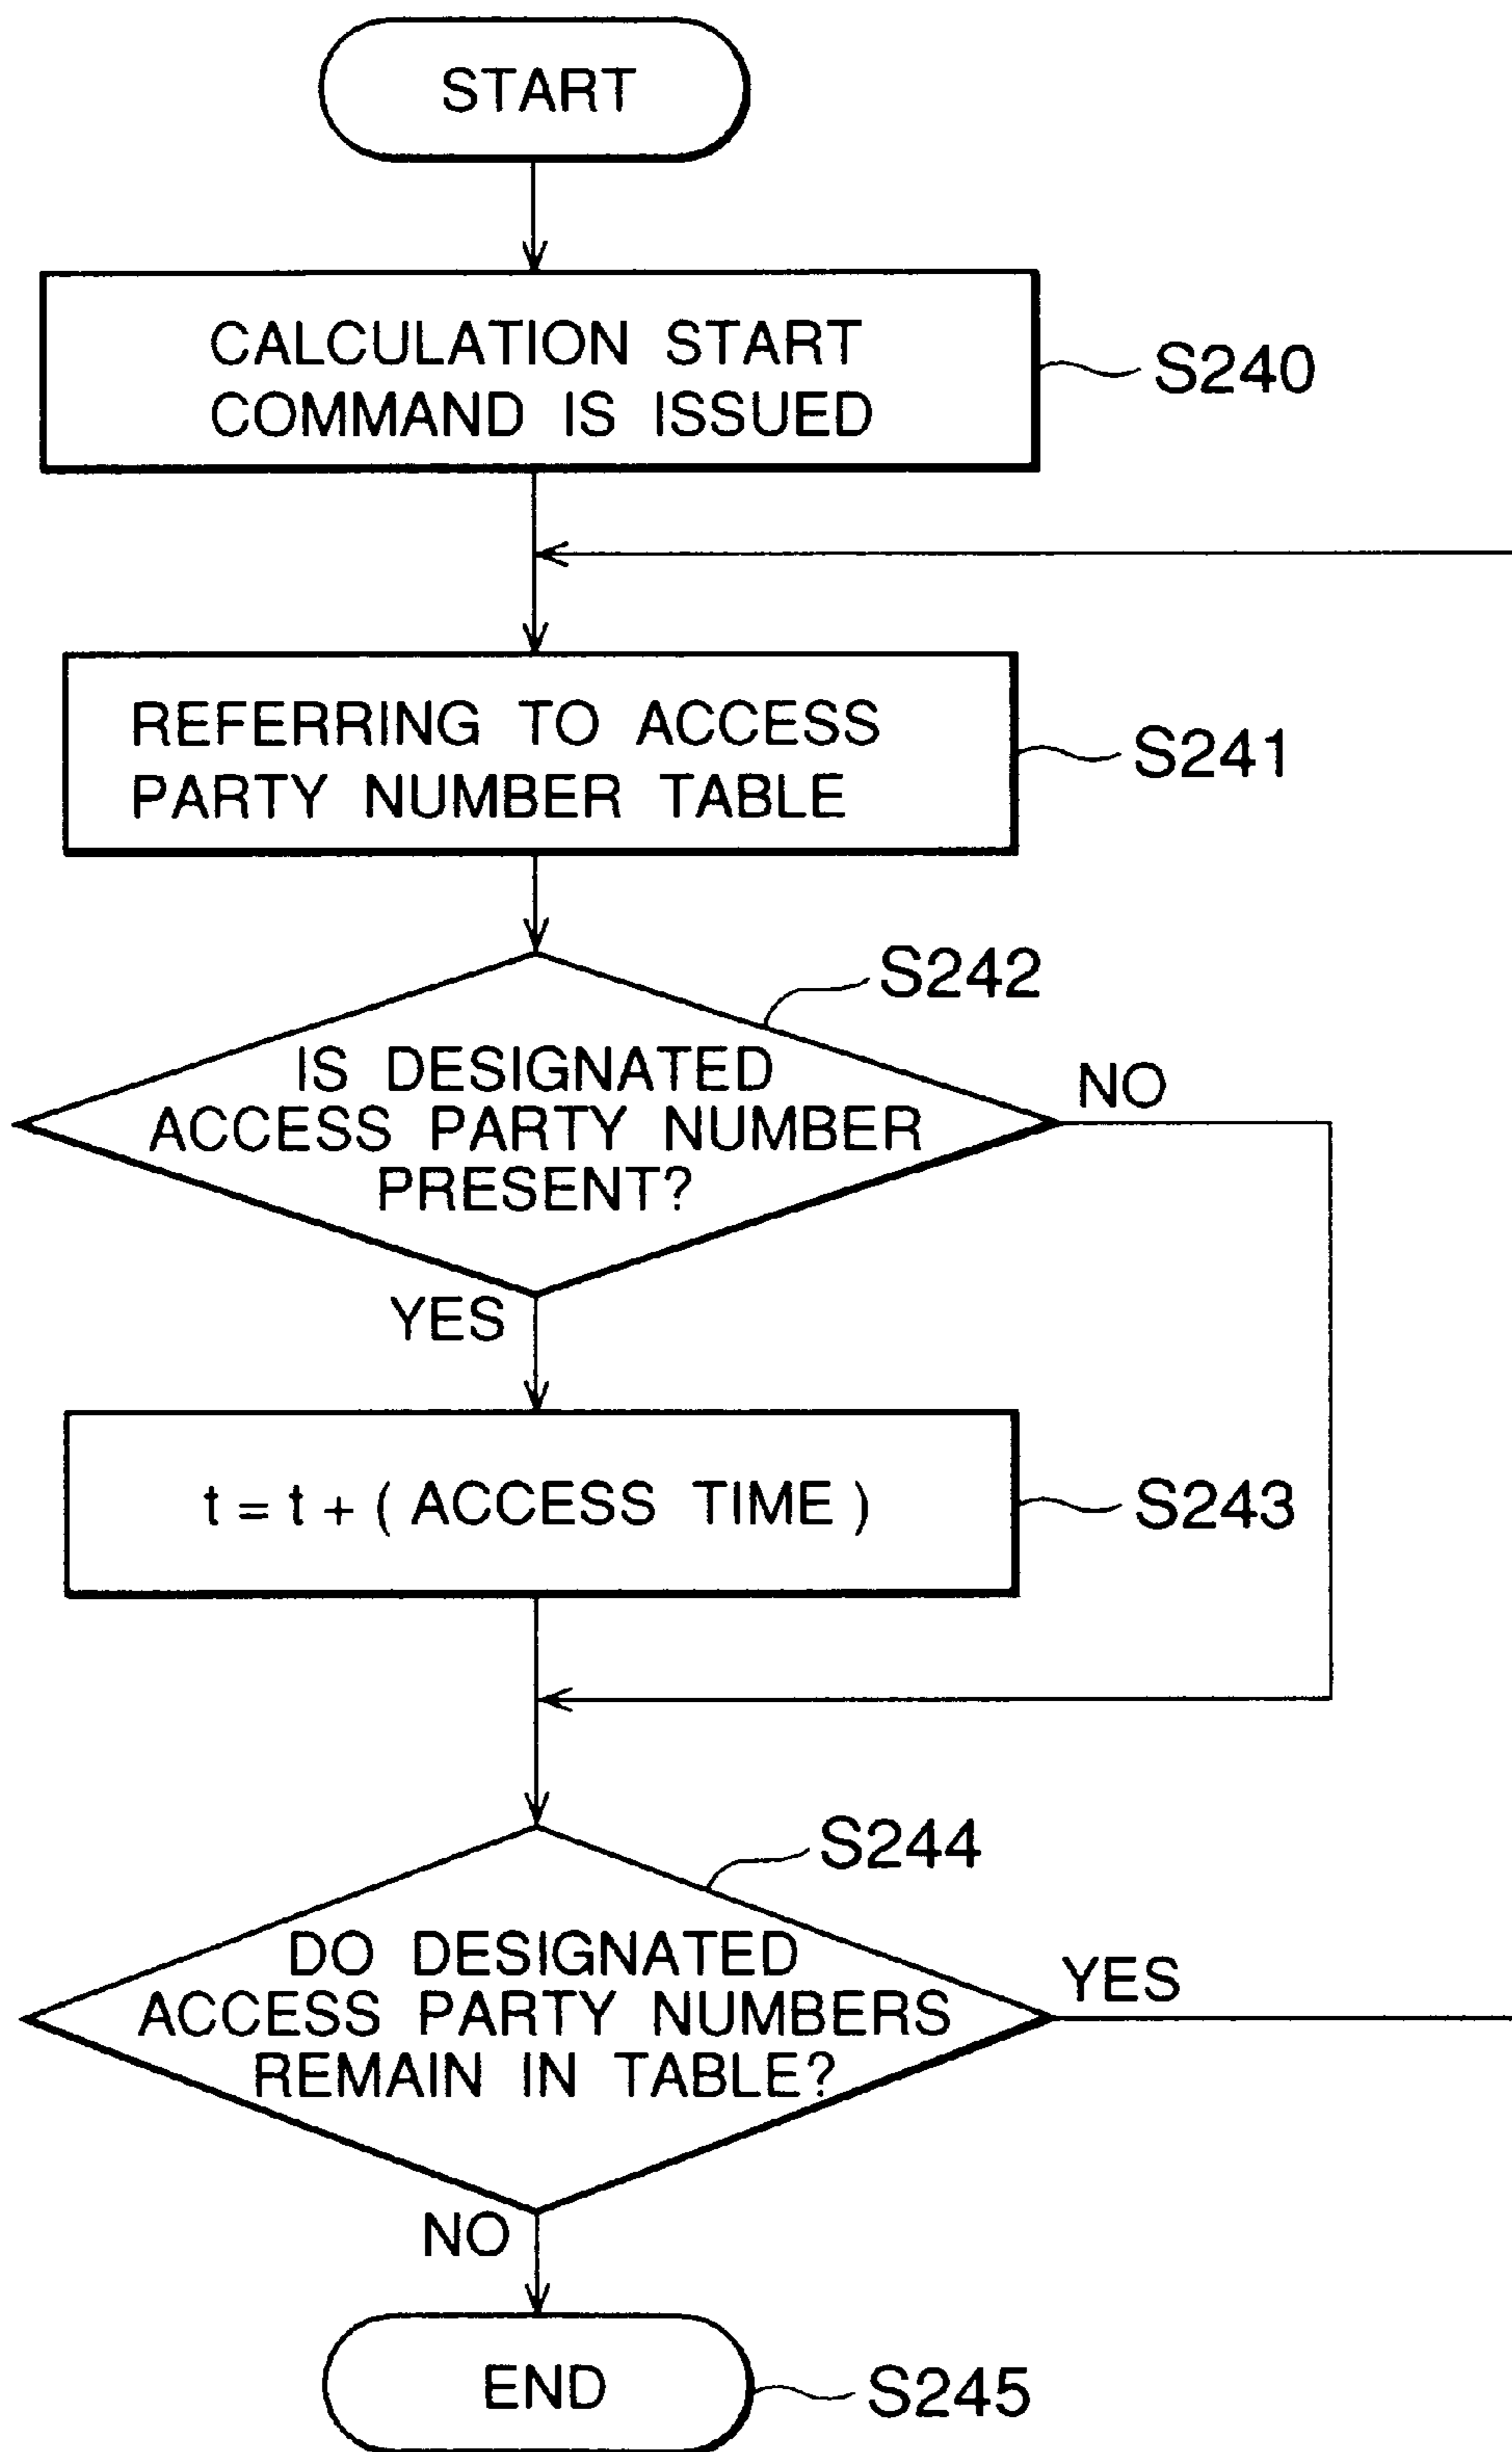 START
CALCULATION START
COMMAND IS ISSUED
S240
REFERRING TO ACCESS
PARTY NUMBER TABLE
S241
S242
IS DESIGNATED
ACCESS PARTY NUMBER
PRESENT?
NO
YES
t = t + ( ACCESS TIME )
S243
S244
DO DESIGNATED
ACCESS PARTY NUMBERS
REMAIN IN TABLE?
YES
NO
END
S245